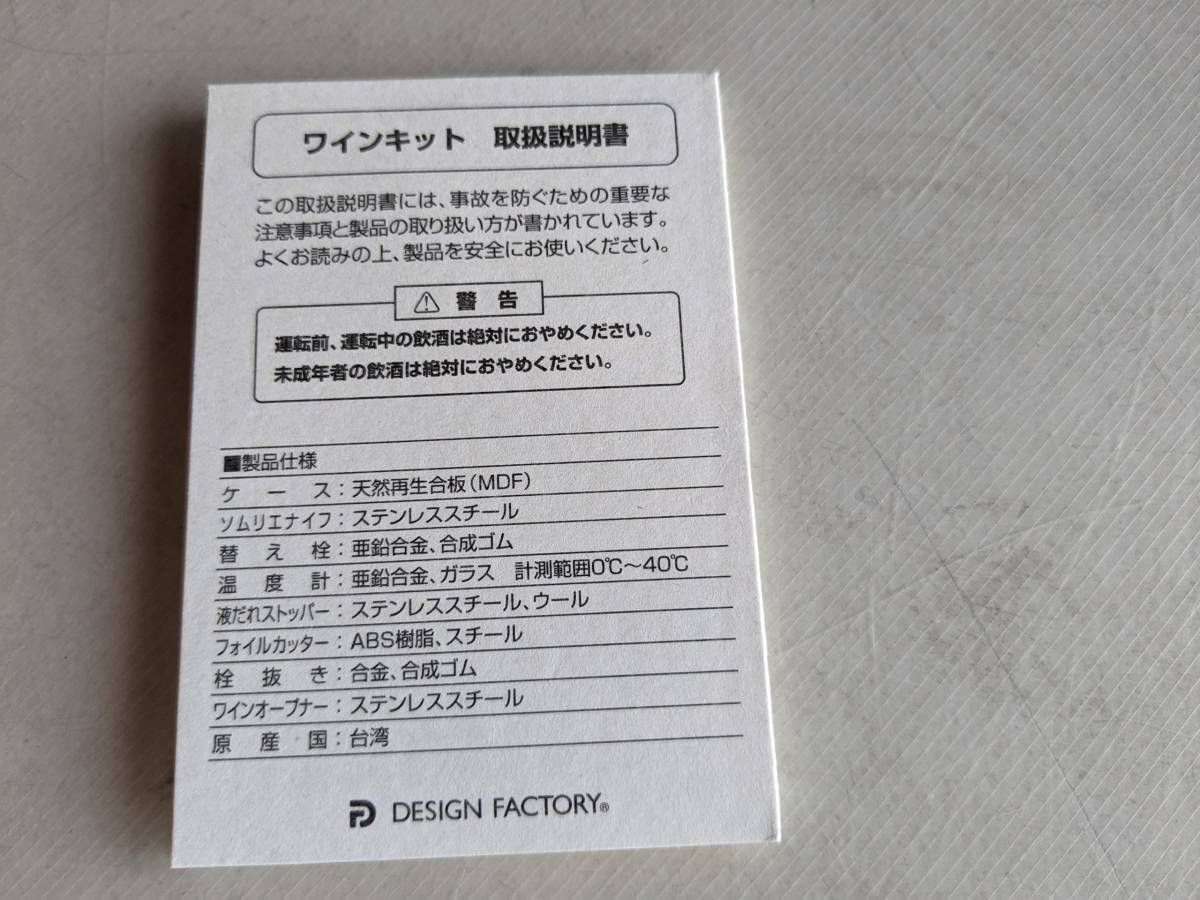 ワインキット 取扱説明書
この取扱説明書には、事故を防ぐための重要な
注意事項と製品の取り扱い方が書かれています。
よくお読みの上、製品を安全にお使いください。
⚠ 警告
運転前、運転中の飲酒は絶対におやめください。
未成年者の飲酒は絶対におやめください。
■製品仕様
ケース：天然再生合板(MDF)
ソムリエナイフ：ステンレススチール
替え栓：亜鉛合金、合成ゴム
温度計：亜鉛合金、ガラス 計測範囲0℃～40℃
液だれストッパー：ステンレススチール、ウール
フォイルカッター：ABS樹脂、スチール
栓抜き：合金、合成ゴム
ワインオープナー：ステンレススチール
原産国：台湾
DESIGN FACTORY®